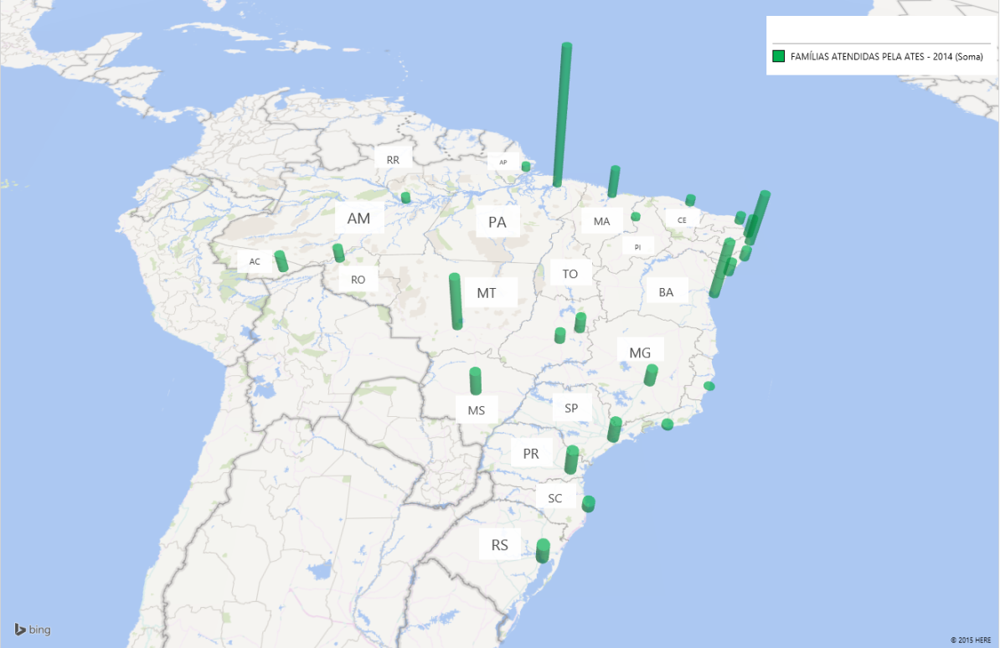 FAMÍLIAS ATENDIDAS PELA ATES - 2014 (Soma)
RR
AP
AM
PA
MA
CE
PI
AC
RO
TO
MT
BA
MG
MS
SP
PR
SC
RS
bing
© 2015 HERE